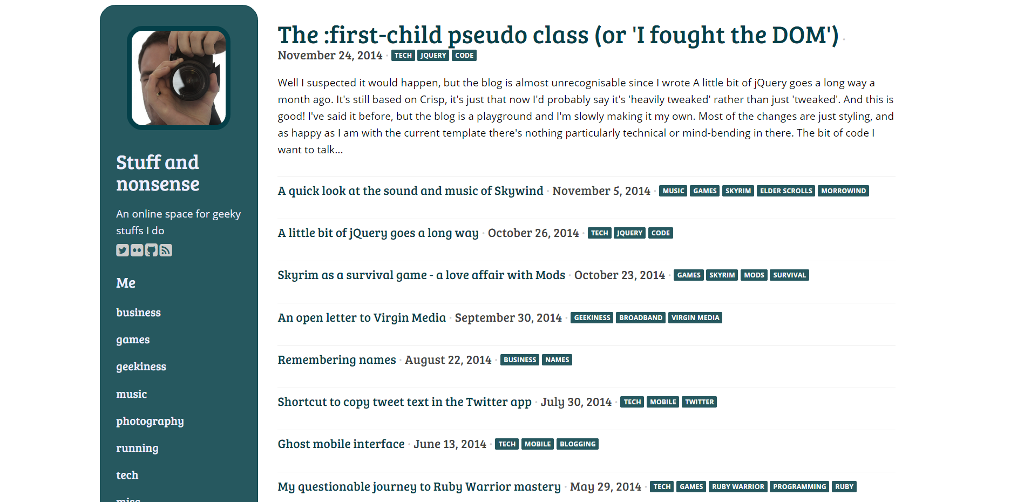 Stuff and
nonsense
An online space for geeky
stuffs I do
Me
business
games
geekiness
music
photography
running
tech
misc
The :first-child pseudo class (or 'I fought the DOM') ·
November 24, 2014 · TECH JQUERY CODE
Well I suspected it would happen, but the blog is almost unrecognisable since I wrote A little bit of jQuery goes a long way a
month ago. It's still based on Crisp, it's just that now I'd probably say it's 'heavily tweaked' rather than just 'tweaked'. And this is
good! I've said it before, but the blog is a playground and I'm slowly making it my own. Most of the changes are just styling, and
as happy as I am with the current template there's nothing particularly technical or mind-bending in there. The bit of code I
want to talk...
A quick look at the sound and music of Skywind · November 5, 2014 · MUSIC GAMES SKYRIM ELDER SCROLLS MORROWIND
A little bit of jQuery goes a long way · October 26, 2014 · TECH JQUERY CODE
Skyrim as a survival game - a love affair with Mods · October 23, 2014 · GAMES SKYRIM MODS SURVIVAL
An open letter to Virgin Media · September 30, 2014 · GEEKINESS BROADBAND VIRGIN MEDIA
Remembering names · August 22, 2014 · BUSINESS NAMES
Shortcut to copy tweet text in the Twitter app · July 30, 2014 · TECH MOBILE TWITTER
Ghost mobile interface · June 13, 2014 · TECH MOBILE BLOGGING
My questionable journey to Ruby Warrior mastery · May 29, 2014 · TECH GAMES RUBY WARRIOR PROGRAMMING RUBY